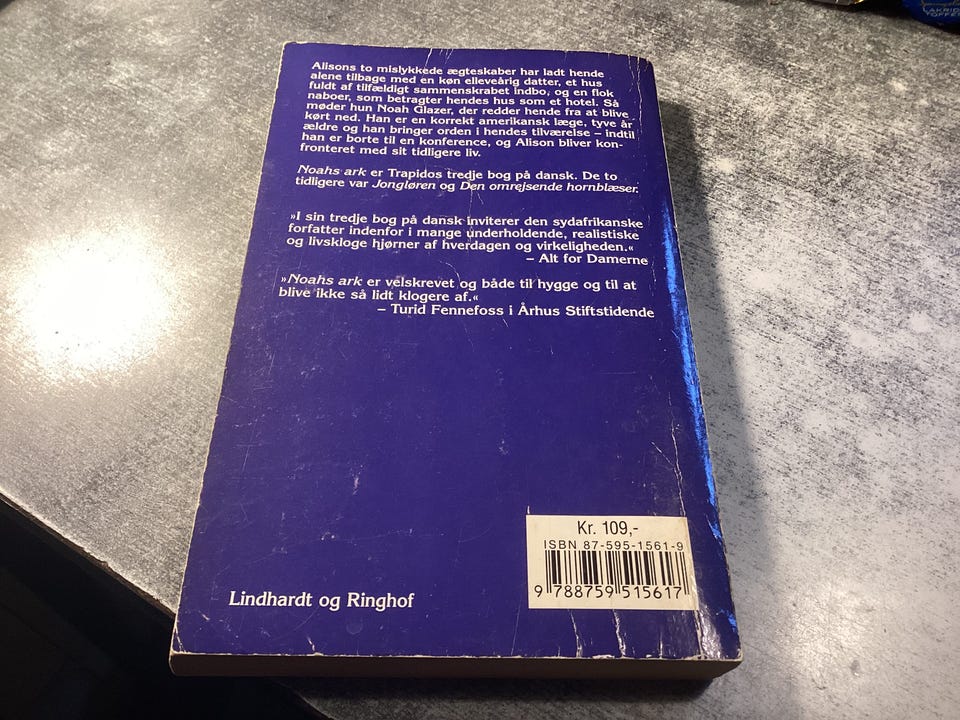 Alisons to mislykkede ægteskaber har ladt hende
alene tilbage med en køn elleveårig datter, et hus
fuldt af tilfældigt sammenskrabet indbo, og en flok
naboer, som betragter hendes hus som et hotel. Så
møder hun Noah Glazer, der redder hende fra at blive
kørt ned. Han er en korrekt amerikansk læge, tyve år
ældre og han bringer orden i hendes tilværelse – indtil
han er borte til en konference, og Alison bliver kon-
fronteret med sit tidligere liv.
Noahs ark er Trapidos tredje bog på dansk. De to
tidligere var Jongløren og Den omrejsende hornblæser.
»I sin tredje bog på dansk inviterer den sydafrikanske
forfatter indenfor i mange underholdende, realistiske
og livskloge hjørner af hverdagen og virkeligheden.«
– Alt for Damerne
»Noahs ark er velskrevet og både til hygge og til at
blive ikke så lidt klogere af.«
– Turid Fennefoss i Århus Stiftstidende
Kr. 109,-
ISBN 87-595-1561-9
9 788759 515617
Lindhardt og Ringhof